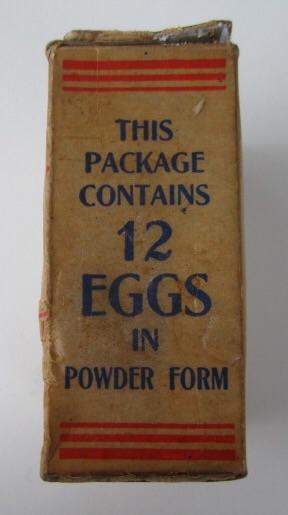 THIS
PACKAGE
CONTAINS
12
EGGS
IN
POWDER FORM